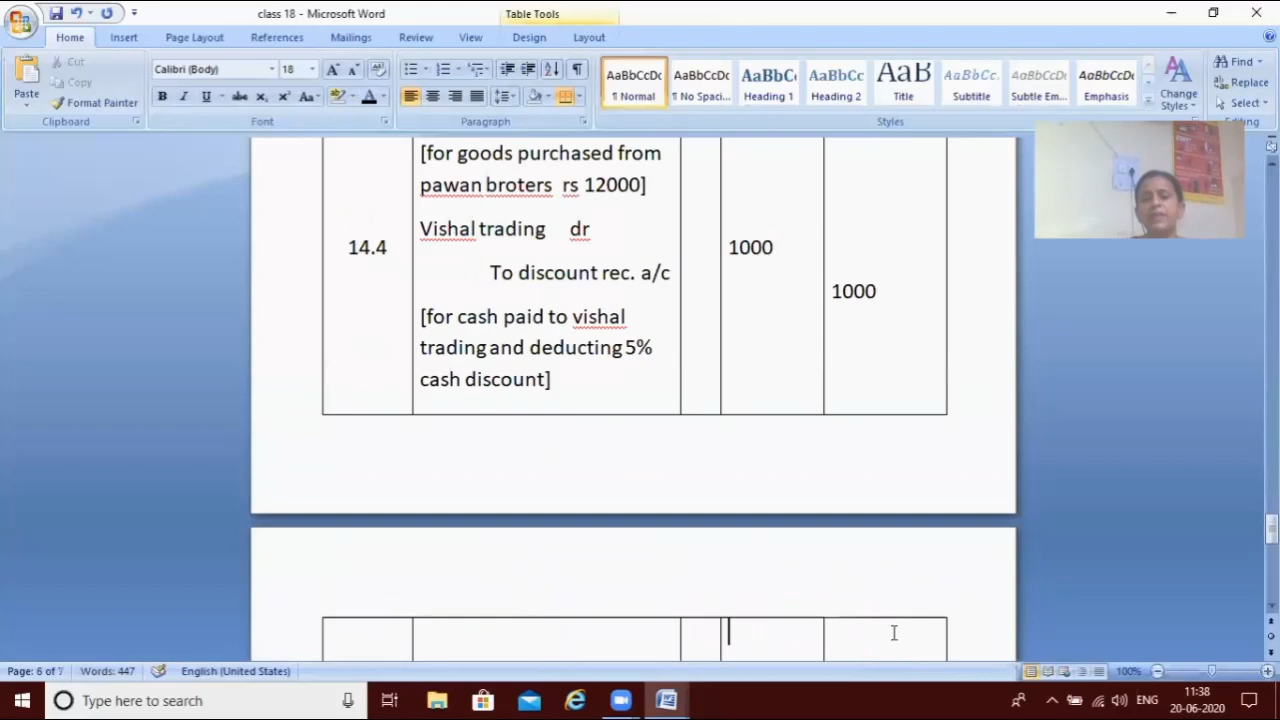 class 18 - Microsoft Word
Table Tools
Home Insert Page Layout References Mailings Review View Design Layout
Paste
Cut
Copy
Format Painter
Clipboard
Calibri (Body) 18
Font
Paragraph
AaBbCcDc AaBbCcDc AaBbC AaBbCc AaB AaBbCc. AaBbCcDc AaBbCcDc
¶ Normal ¶ No Spaci... Heading 1 Heading 2 Title Subtitle Subtle Em... Emphasis
Change Styles
Styles
Find
Replace
Select
Editing
[for goods purchased from
pawan broters rs 12000]
14.4
Vishal trading dr
1000
To discount rec. a/c
1000
[for cash paid to vishal
trading and deducting 5%
cash discount]
Page: 6 of 7 Words: 447 English (United States) 100%
Type here to search
ENG
11:38
20-06-2020